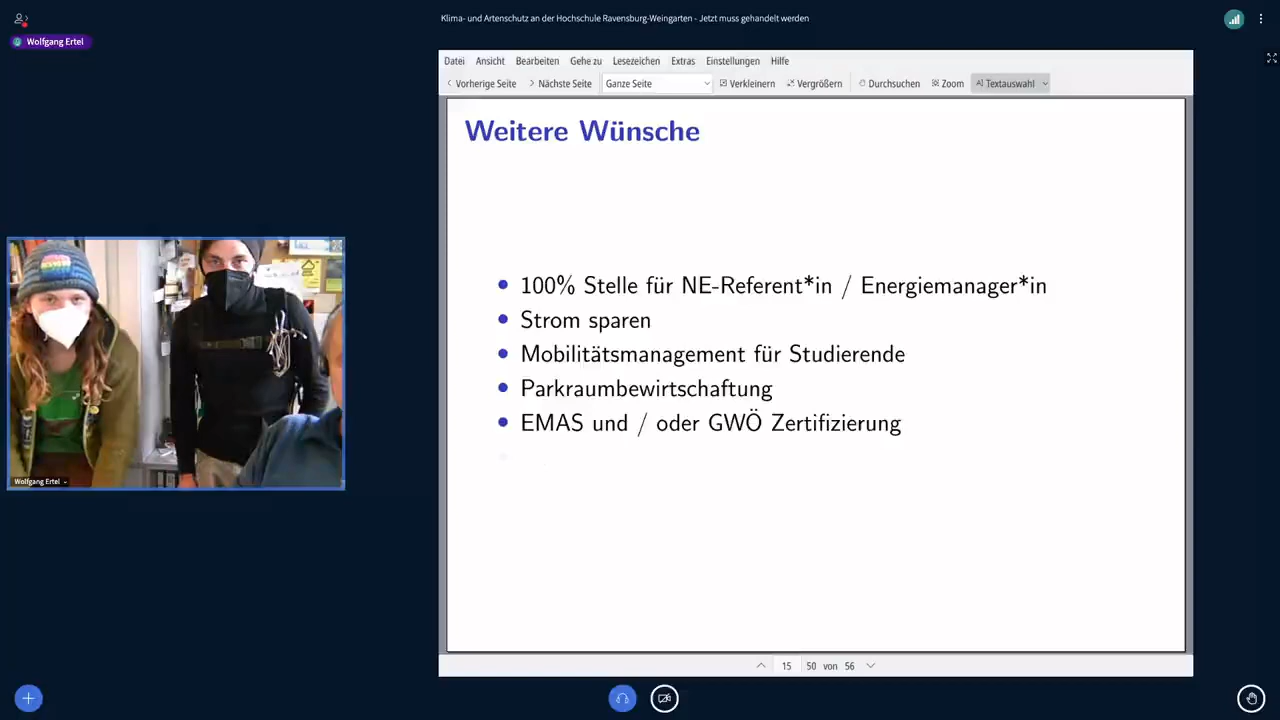 Klima- und Artenschutz an der Hochschule Ravensburg-Weingarten - Jetzt muss gehandelt werden
Wolfgang Ertel
Datei Ansicht Bearbeiten Gehe zu Lesezeichen Extras Einstellungen Hilfe
Vorherige Seite Nächste Seite Ganze Seite Verkleinern Vergrößern Durchsuchen Zoom Textauswahl
Weitere Wünsche
100% Stelle für NE-Referent*in / Energiemanager*in
Strom sparen
Mobilitätsmanagement für Studierende
Parkraumbewirtschaftung
EMAS und / oder GWÖ Zertifizierung
Wolfgang Ertel
15 50 von 56